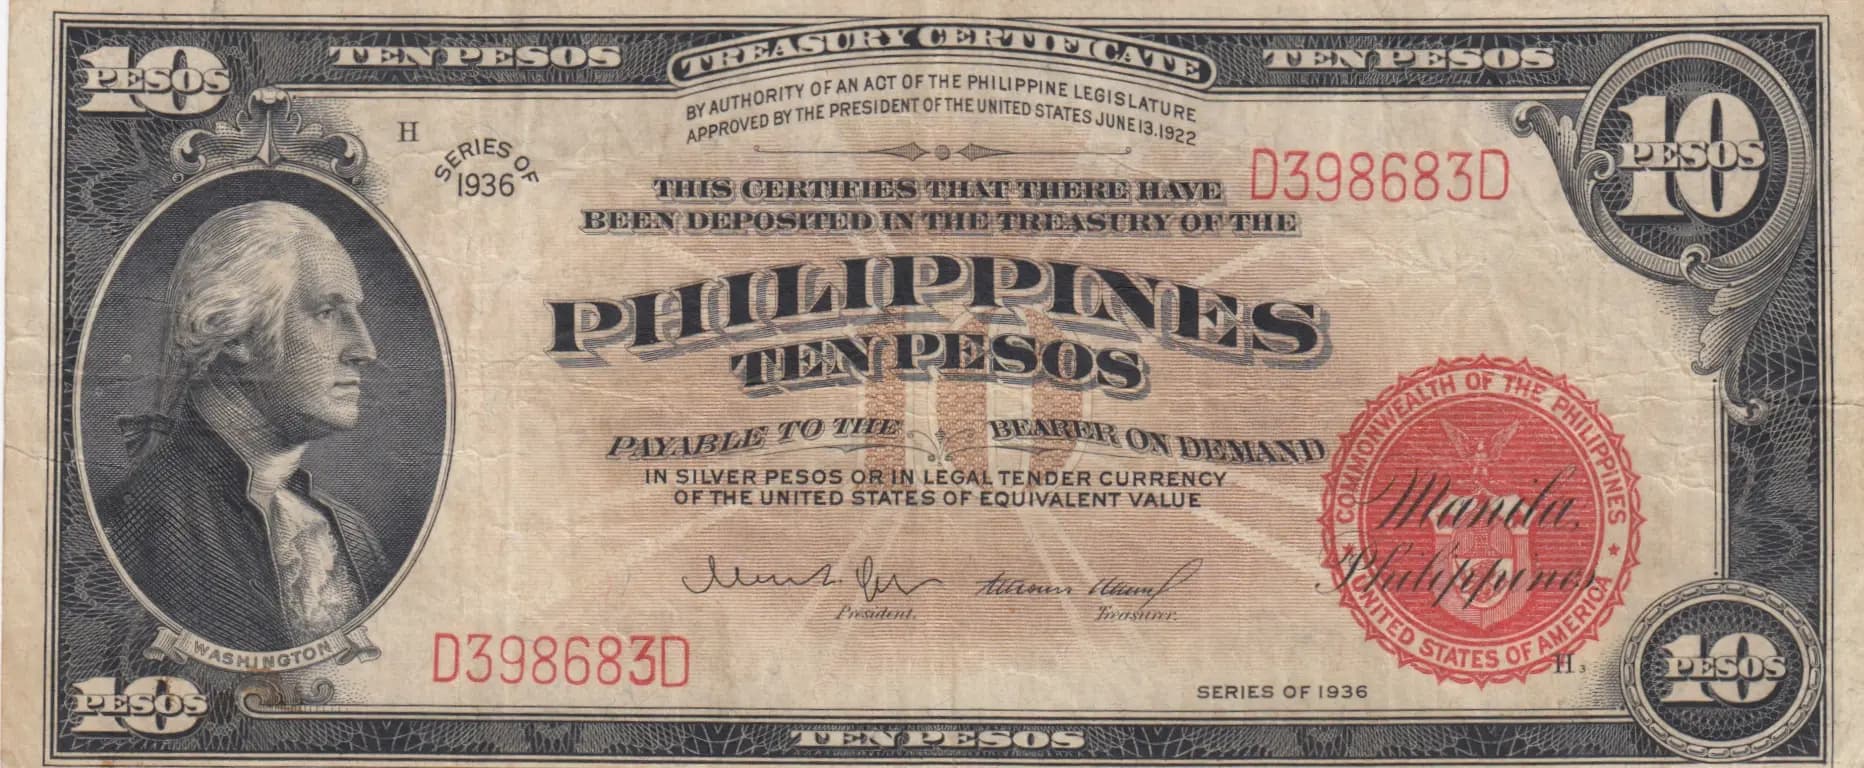 10 PESOS
TEN PESOS
TREASURY CERTIFICATE
TEN PESOS
10 PESOS
BY AUTHORITY OF AN ACT OF THE PHILIPPINE LEGISLATURE
APPROVED BY THE PRESIDENT OF THE UNITED STATES JUNE 13.1922
H
SERIES OF
1936
D398683D
THIS CERTIFIES THAT THERE HAVE
BEEN DEPOSITED IN THE TREASURY OF THE
PHILIPPINES
TEN PESOS
10
PAYABLE TO THE BEARER ON DEMAND
IN SILVER PESOS OR IN LEGAL TENDER CURRENCY
OF THE UNITED STATES OF EQUIVALENT VALUE
COMMONWEALTH OF THE PHILIPPINES
Manila,
Philippines.
UNITED STATES OF AMERICA
President.
Treasurer.
WASHINGTON
D398683D
H3
SERIES OF 1936
10 PESOS
TEN PESOS
10 PESOS